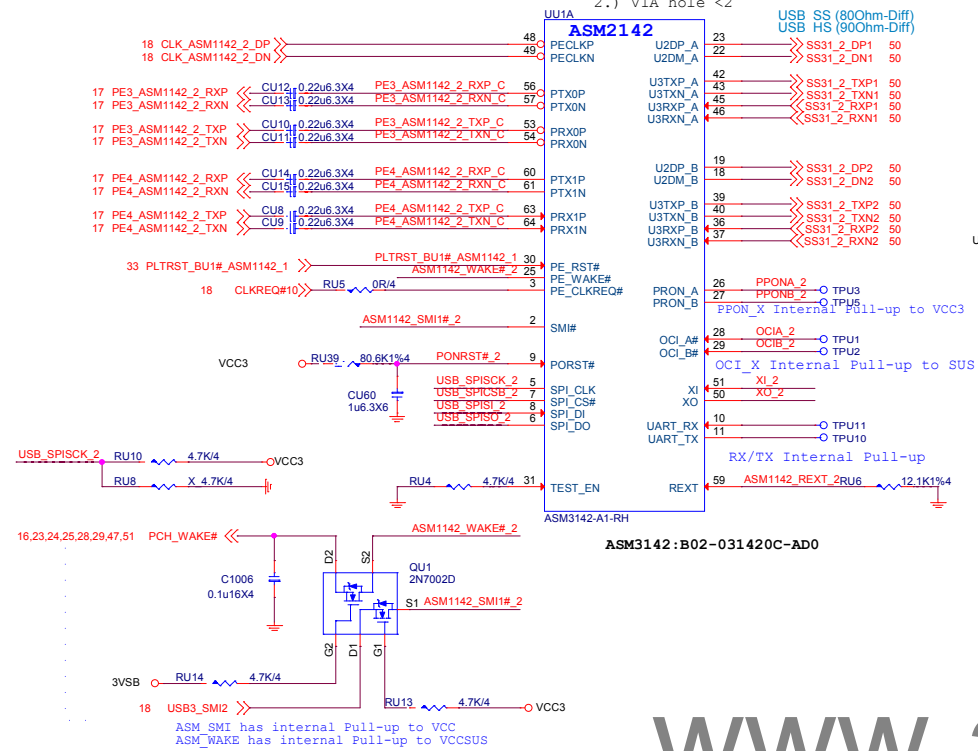 2.) VIA hole <2
UU1A
ASM2142
USB SS (80Ohm-Diff)
USB HS (90Ohm-Diff)
18 CLK_ASM1142_2_DP 48 PECLKP U2DP_A 23 SS31_2_DP1 50
18 CLK_ASM1142_2_DN 49 PECLKN U2DM_A 22 SS31_2_DN1 50
17 PE3_ASM1142_2_RXP CU12 0.22u6.3X4 PE3_ASM1142_2_RXP_C 56 PTX0P U3TXP_A 42 SS31_2_TXP1 50
17 PE3_ASM1142_2_RXN CU13 0.22u6.3X4 PE3_ASM1142_2_RXN_C 57 PTX0N U3TXN_A 43 SS31_2_TXN1 50
U3RXP_A 45 SS31_2_RXP1 50
17 PE3_ASM1142_2_TXP CU10 0.22u6.3X4 PE3_ASM1142_2_TXP_C 53 PRX0P U3RXN_A 46 SS31_2_RXN1 50
17 PE3_ASM1142_2_TXN CU11 0.22u6.3X4 PE3_ASM1142_2_TXN_C 54 PRX0N
17 PE4_ASM1142_2_RXP CU14 0.22u6.3X4 PE4_ASM1142_2_RXP_C 60 PTX1P U2DP_B 19 SS31_2_DP2 50
17 PE4_ASM1142_2_RXN CU15 0.22u6.3X4 PE4_ASM1142_2_RXN_C 61 PTX1N U2DM_B 18 SS31_2_DN2 50
17 PE4_ASM1142_2_TXP CU8 0.22u6.3X4 PE4_ASM1142_2_TXP_C 63 PRX1P U3TXP_B 39 SS31_2_TXP2 50
17 PE4_ASM1142_2_TXN CU9 0.22u6.3X4 PE4_ASM1142_2_TXN_C 64 PRX1N U3TXN_B 40 SS31_2_TXN2 50
U3RXP_B 36 SS31_2_RXP2 50
U3RXN_B 37 SS31_2_RXN2 50
U
33 PLTRST_BU1#_ASM1142_1 PLTRST_BU1#_ASM1142_1 30 PE_RST#
ASM1142_WAKE#_2 25 PE_WAKE# PRON_A 26 PPONA_2 TPU3
18 CLKREQ#10 RU5 0R/4 3 PE_CLKREQ# PRON_B 27 PPONB_2 TPU5
PPON_X Internal Pull-up to VCC3
ASM1142_SMI1#_2 2 SMI# OCI_A# 28 OCIA_2 TPU1
OCI_B# 29 OCIB_2 TPU2
VCC3 RU39 80.6K1%4 PONRST#_2 9 PORST#
OCI_X Internal Pull-up to SUS
CU60
1u6.3X6
USB_SPISCK_2 5 SPI_CLK XI 51 XI_2
USB_SPICSB_2 7 SPI_CS# XO 50 XO_2
USB_SPISI_2 8 SPI_DI
USB_SPISO_2 6 SPI_DO UART_RX 10 TPU11
UART_TX 11 TPU10
RX/TX Internal Pull-up
USB_SPISCK_2 RU10 4.7K/4 VCC3
RU8 X_4.7K/4
RU4 4.7K/4 31 TEST_EN REXT 59 ASM1142_REXT_2 RU6 12.1K1%4
ASM3142-A1-RH
ASM3142:B02-031420C-AD0
16,23,24,25,28,29,47,51 PCH_WAKE# ASM1142_WAKE#_2
D2 S2
QU1
2N7002D
C1006
0.1u16X4
S1 ASM1142_SMI1#_2
G2 D1 G1
3VSB RU14 4.7K/4
18 USB3_SMI2 RU13 4.7K/4 VCC3
ASM_SMI has internal Pull-up to VCC
ASM_WAKE has internal Pull-up to VCCSUS